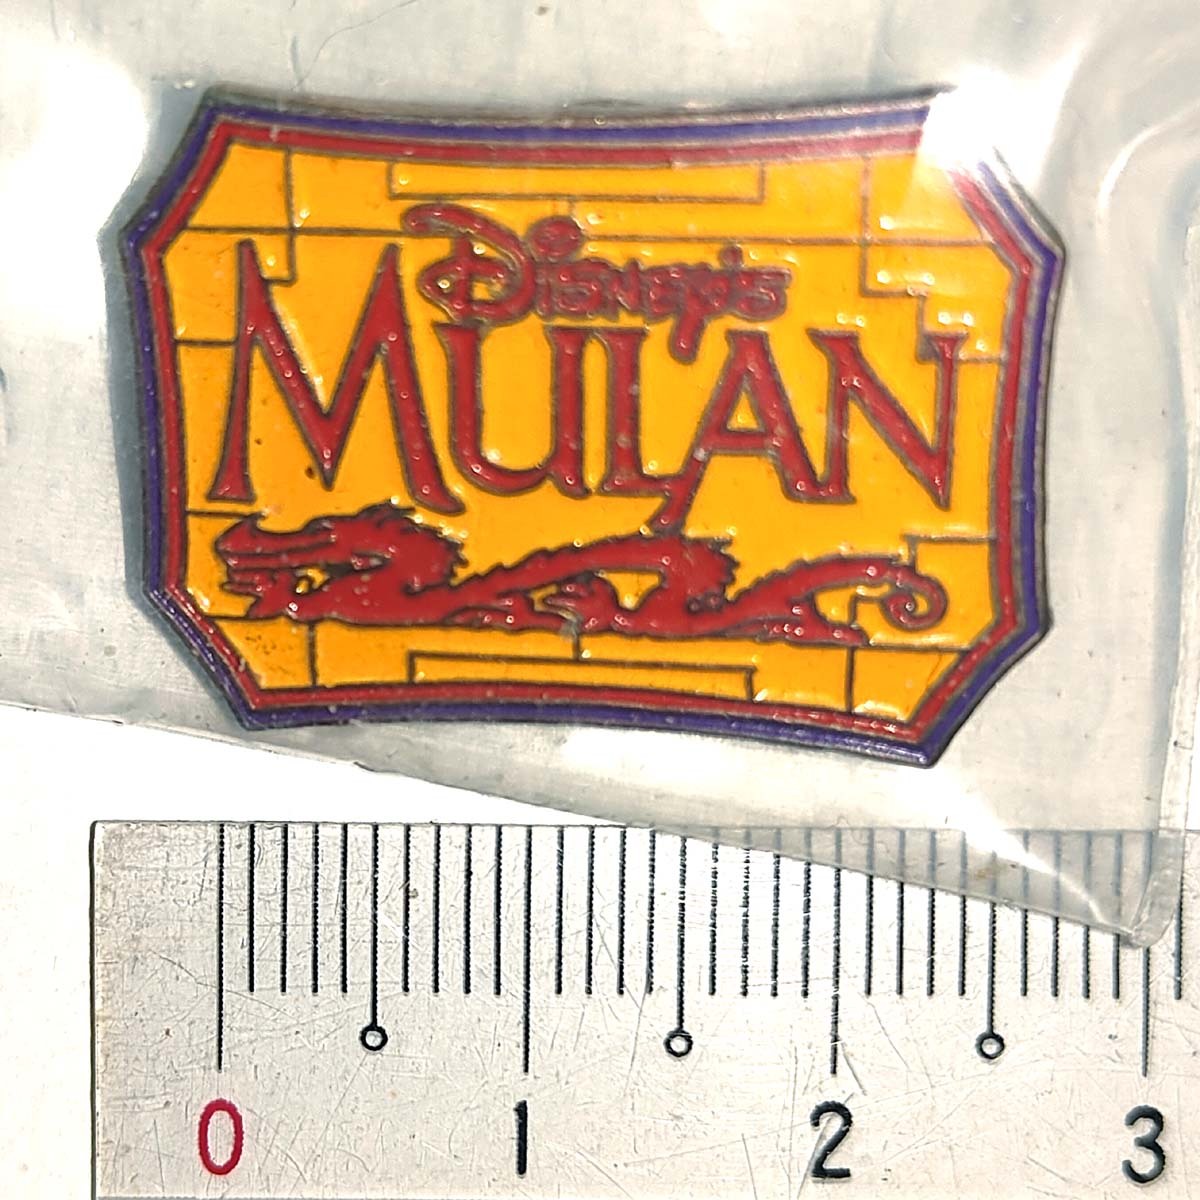 Disney's
MULAN
0 1 2 3